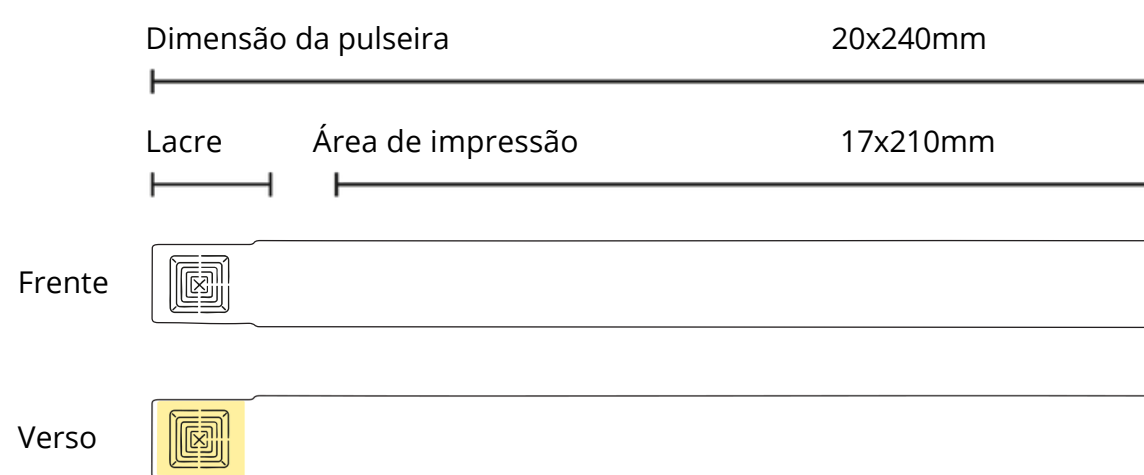 Dimensão da pulseira 20x240mm
Lacre Área de impressão 17x210mm
Frente
Verso